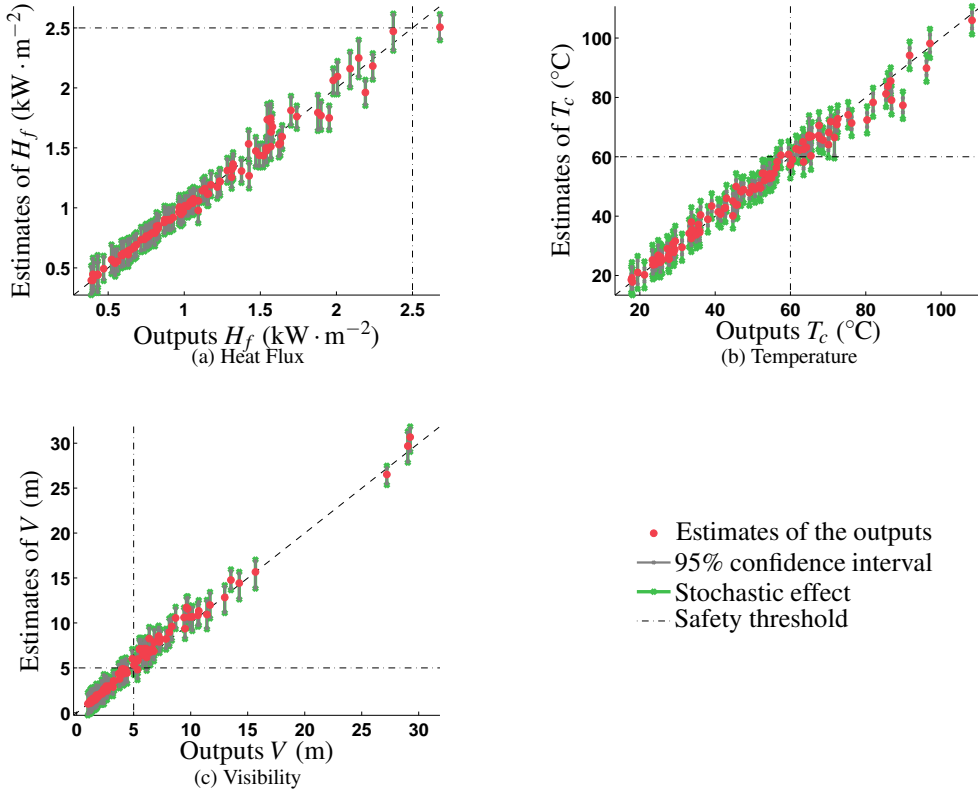 Estimates of H_f (kW · m⁻²)
2.5
2
1.5
1
0.5
0.5 1 1.5 2 2.5
Outputs H_f (kW · m⁻²)
(a) Heat Flux
Estimates of T_c (°C)
100
80
60
40
20
20 40 60 80 100
Outputs T_c (°C)
(b) Temperature
Estimates of V (m)
30
25
20
15
10
5
0
0 5 10 15 20 25 30
Outputs V (m)
(c) Visibility
Estimates of the outputs
95% confidence interval
Stochastic effect
Safety threshold